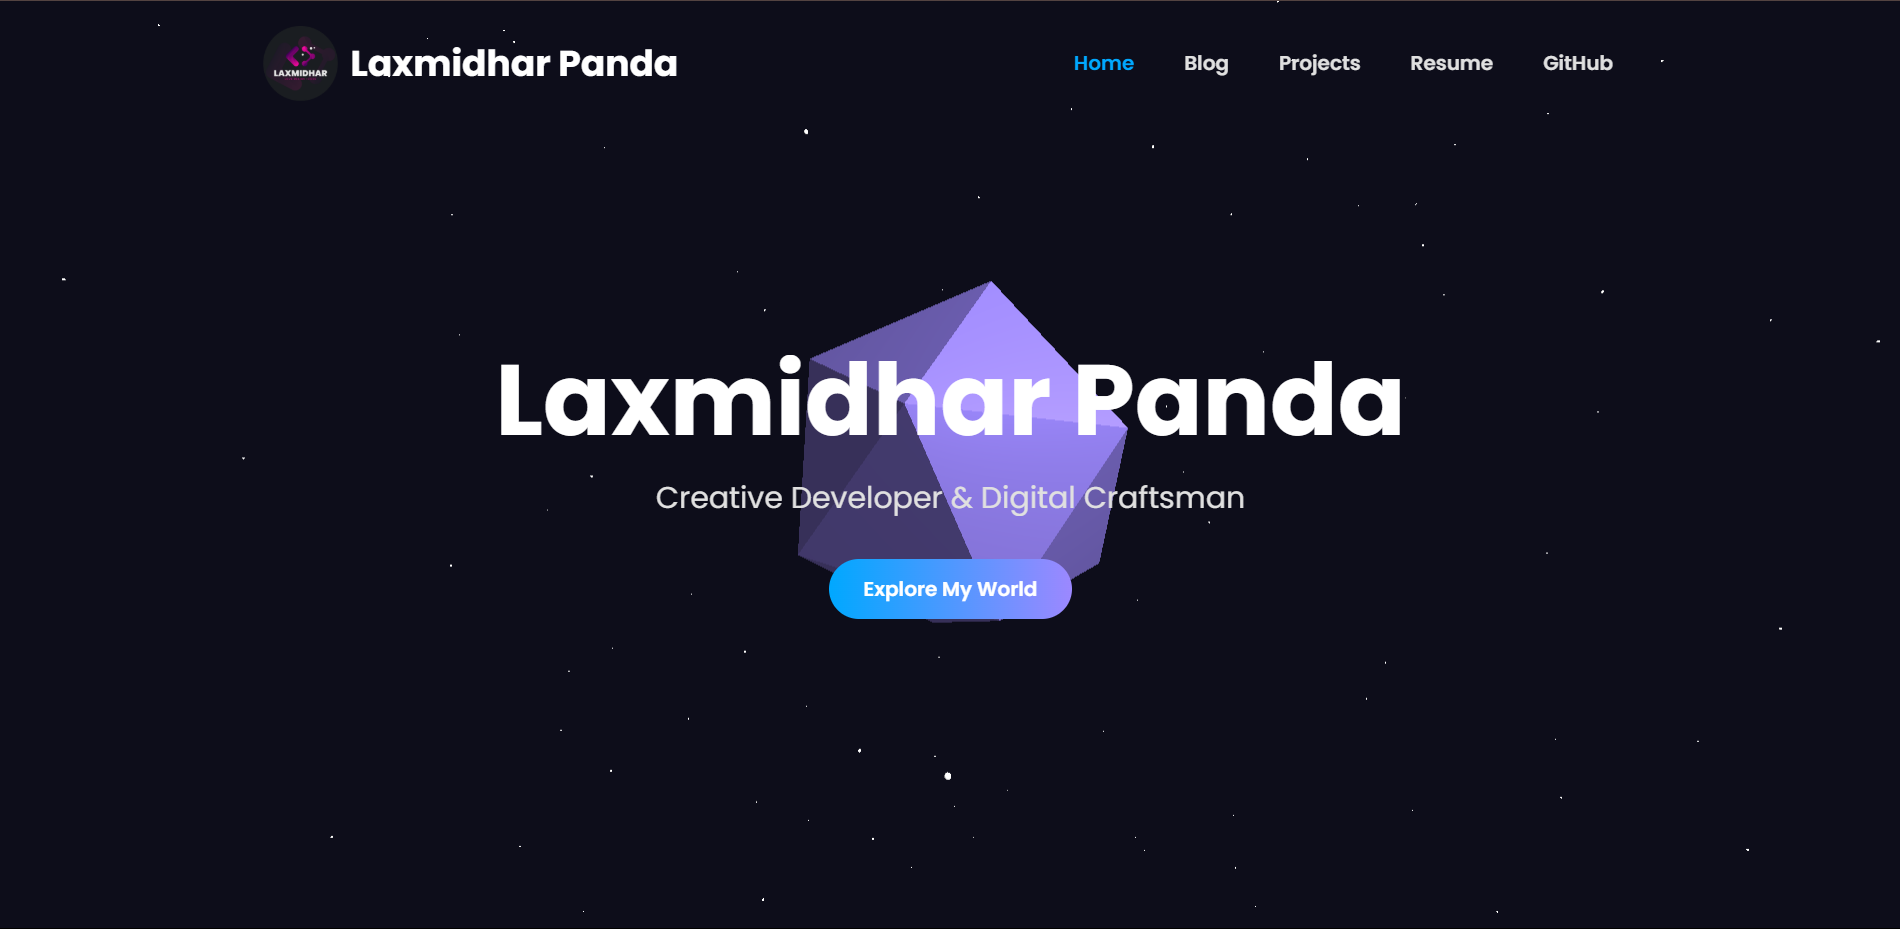 LAXMIDHAR
Laxmidhar Panda
Home
Blog
Projects
Resume
GitHub
Laxmidhar Panda
Creative Developer & Digital Craftsman
Explore My World